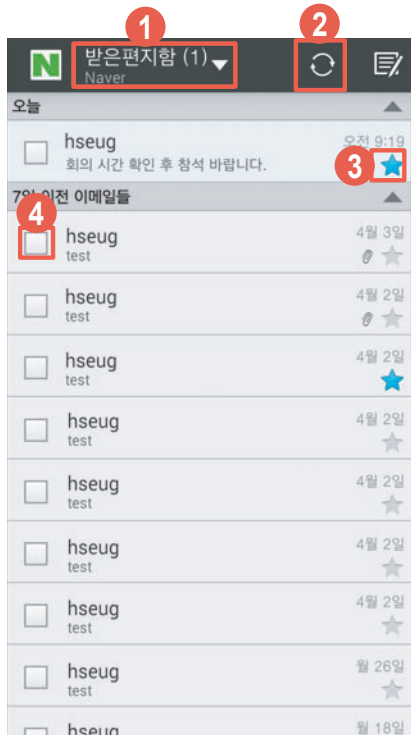 1
2
N
받은편지함 (1)
Naver
오늘
hseug
오전 9:19
회의 시간 확인 후 참석 바랍니다.
3
7일 이전 이메일들
4
hseug
4월 3일
test
hseug
4월 2일
test
hseug
4월 2일
test
hseug
4월 2일
test
hseug
4월 2일
test
hseug
4월 2일
test
hseug
4월 2일
test
hseug
월 26일
test
hseug
월 18일